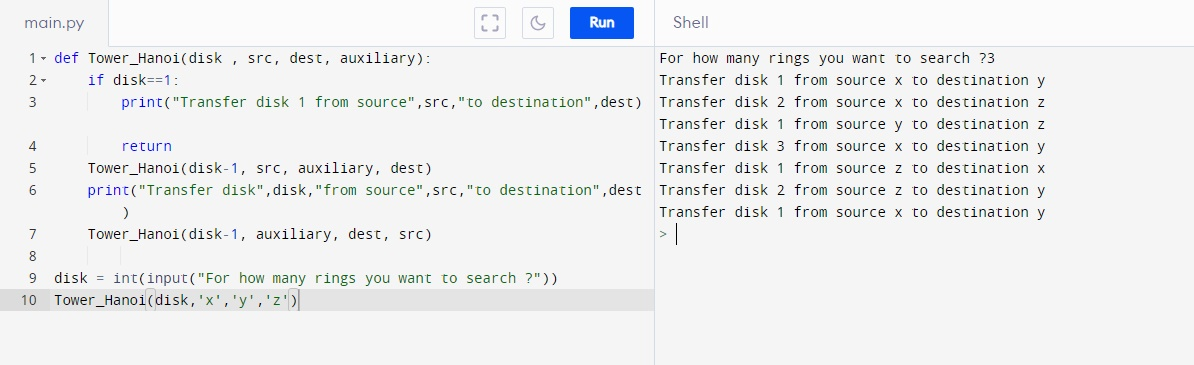 main.py
Run
Shell
1 def Tower_Hanoi(disk , src, dest, auxiliary):
2     if disk==1:
3         print("Transfer disk 1 from source",src,"to destination",dest)
4         return
5     Tower_Hanoi(disk-1, src, auxiliary, dest)
6     print("Transfer disk",disk,"from source",src,"to destination",dest
)
7     Tower_Hanoi(disk-1, auxiliary, dest, src)
8
9 disk = int(input("For how many rings you want to search ?"))
10 Tower_Hanoi(disk,'x','y','z')
For how many rings you want to search ?3
Transfer disk 1 from source x to destination y
Transfer disk 2 from source x to destination z
Transfer disk 1 from source y to destination z
Transfer disk 3 from source x to destination y
Transfer disk 1 from source z to destination x
Transfer disk 2 from source z to destination y
Transfer disk 1 from source x to destination y
>